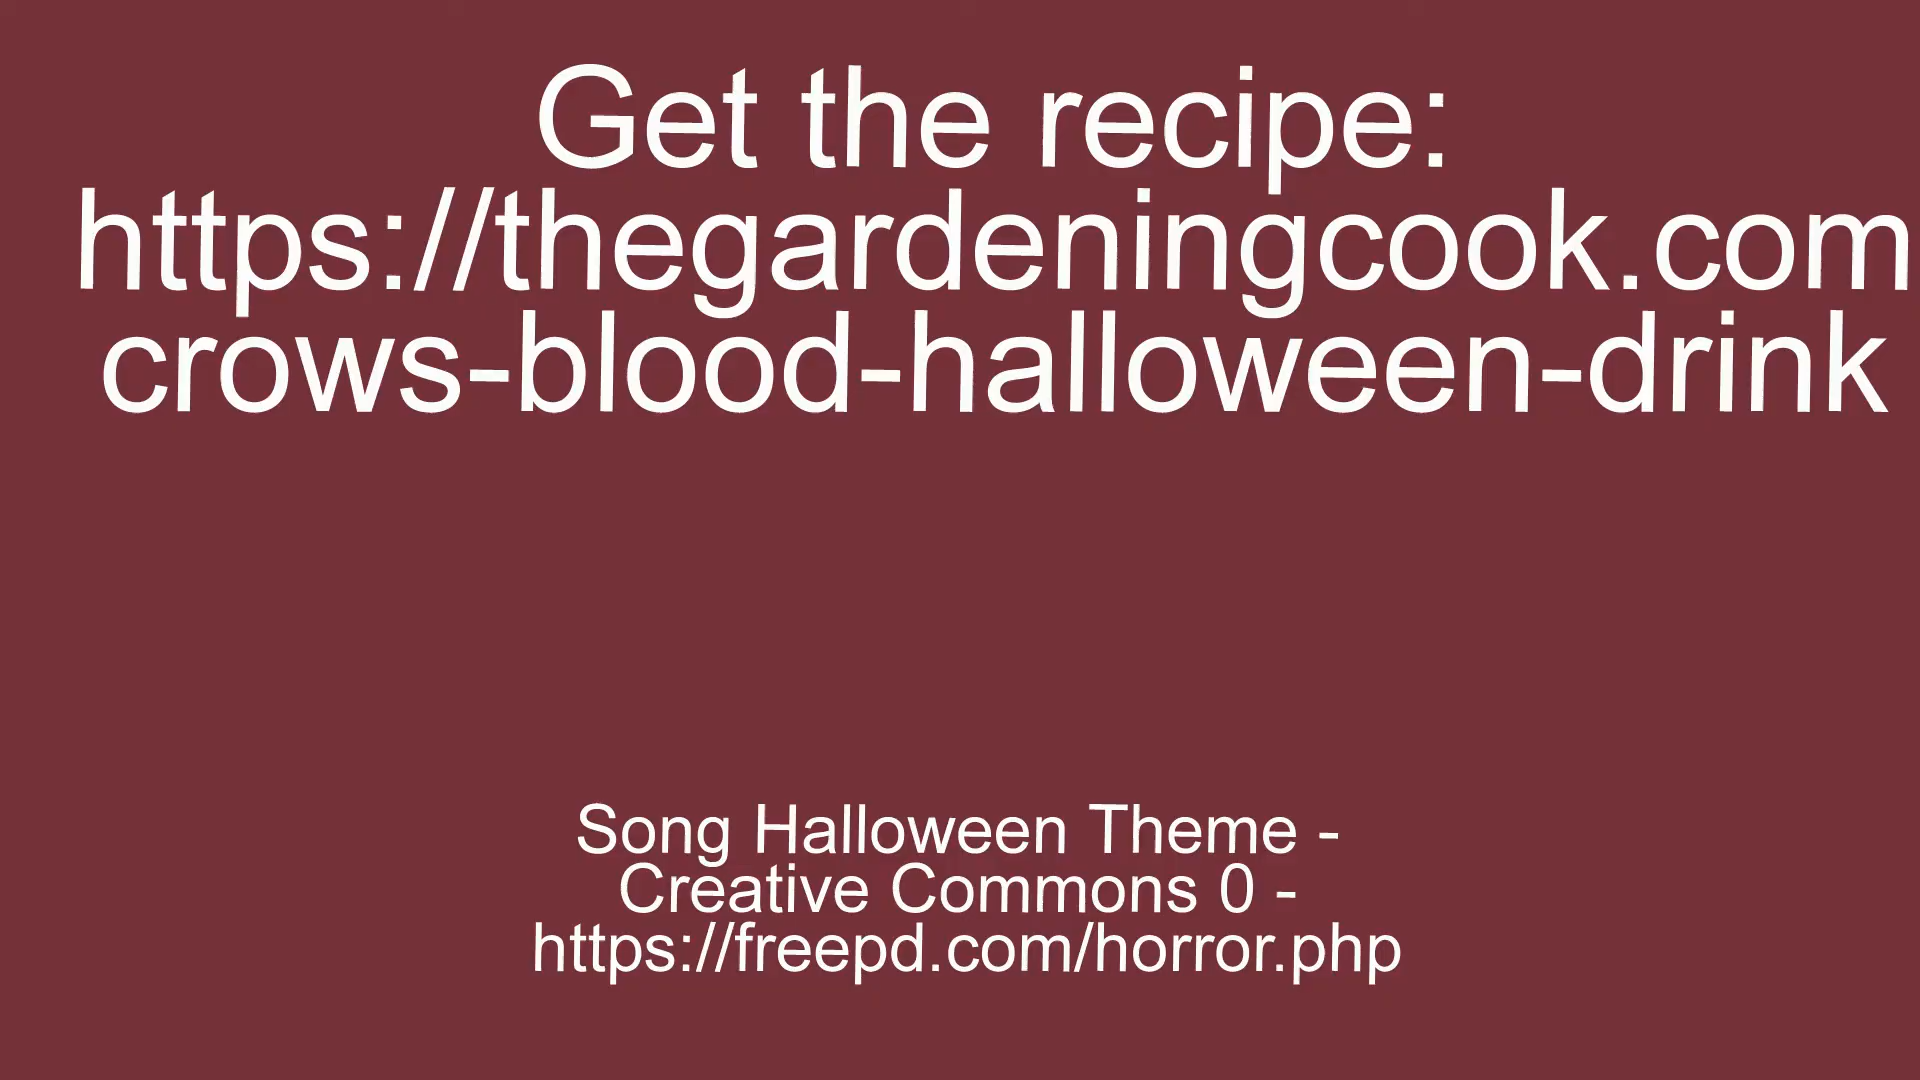 Get the recipe:
https://thegardeningcook.com
crows-blood-halloween-drink
Song Halloween Theme -
Creative Commons 0 -
https://freepd.com/horror.php